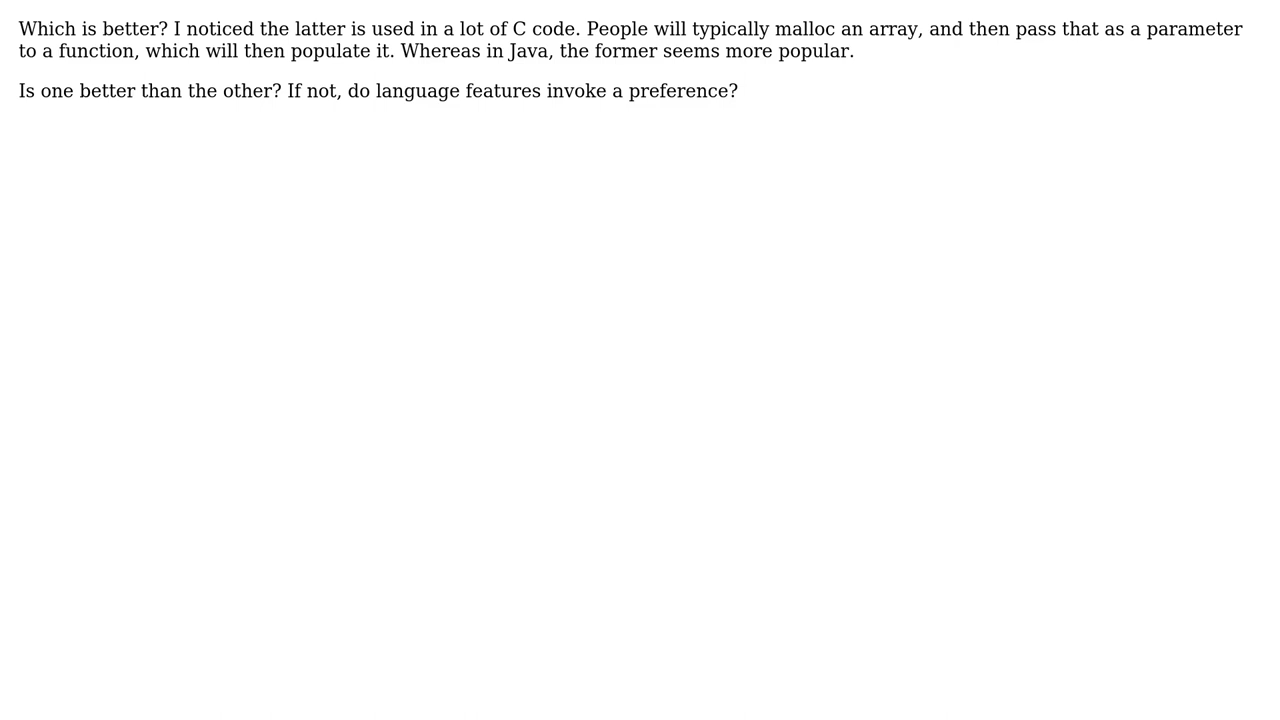 Which is better? I noticed the latter is used in a lot of C code. People will typically malloc an array, and then pass that as a parameter
to a function, which will then populate it. Whereas in Java, the former seems more popular.
Is one better than the other? If not, do language features invoke a preference?